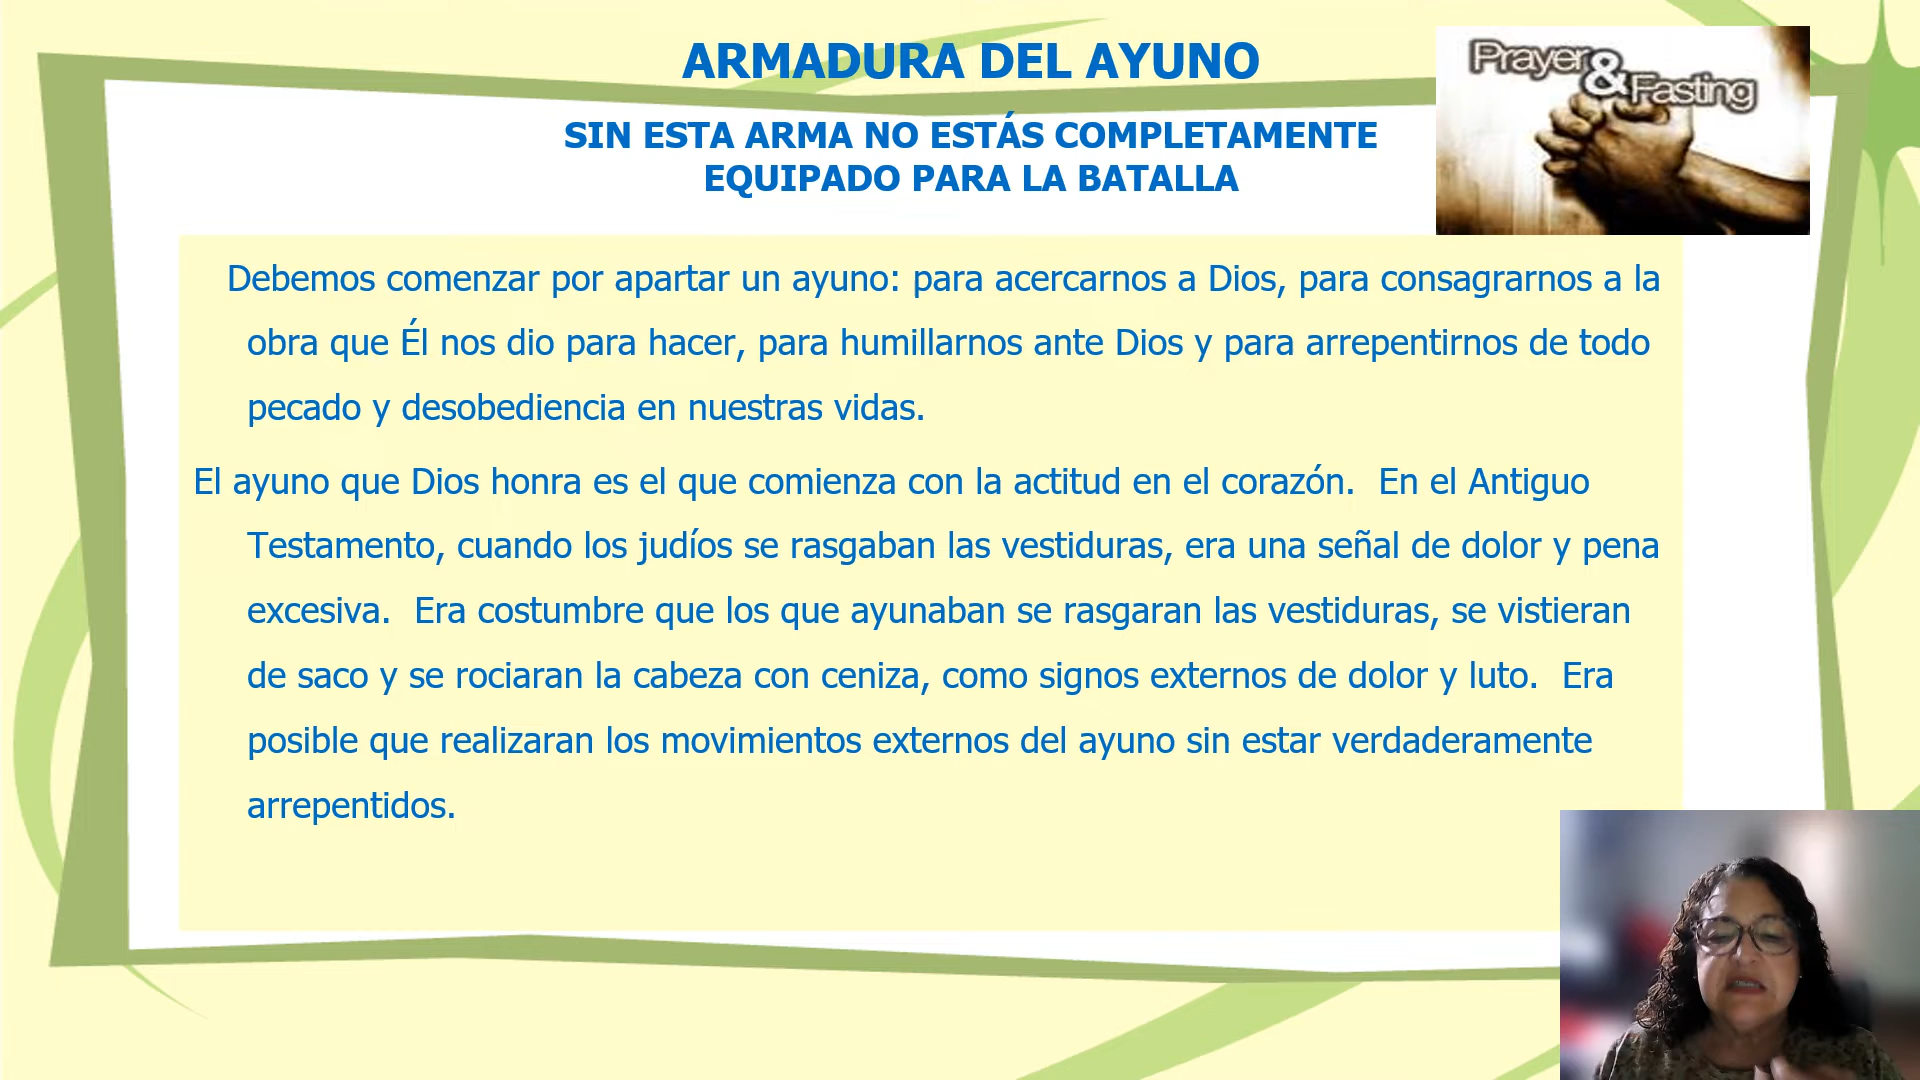 ARMADURA DEL AYUNO
Prayer & Fasting
SIN ESTA ARMA NO ESTÁS COMPLETAMENTE
EQUIPADO PARA LA BATALLA
Debemos comenzar por apartar un ayuno: para acercarnos a Dios, para consagrarnos a la
obra que Él nos dio para hacer, para humillarnos ante Dios y para arrepentirnos de todo
pecado y desobediencia en nuestras vidas.
El ayuno que Dios honra es el que comienza con la actitud en el corazón. En el Antiguo
Testamento, cuando los judíos se rasgaban las vestiduras, era una señal de dolor y pena
excesiva. Era costumbre que los que ayunaban se rasgaran las vestiduras, se vistieran
de saco y se rociaran la cabeza con ceniza, como signos externos de dolor y luto. Era
posible que realizaran los movimientos externos del ayuno sin estar verdaderamente
arrepentidos.